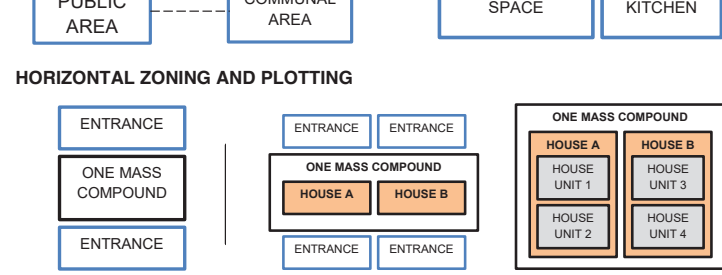 PUBLIC
AREA
COMMUNAL
AREA
SPACE
KITCHEN
HORIZONTAL ZONING AND PLOTTING
ENTRANCE
ONE MASS
COMPOUND
ENTRANCE
ENTRANCE
ENTRANCE
ONE MASS COMPOUND
HOUSE A
HOUSE B
ENTRANCE
ENTRANCE
ONE MASS COMPOUND
HOUSE A
HOUSE B
HOUSE
UNIT 1
HOUSE
UNIT 3
HOUSE
UNIT 2
HOUSE
UNIT 4